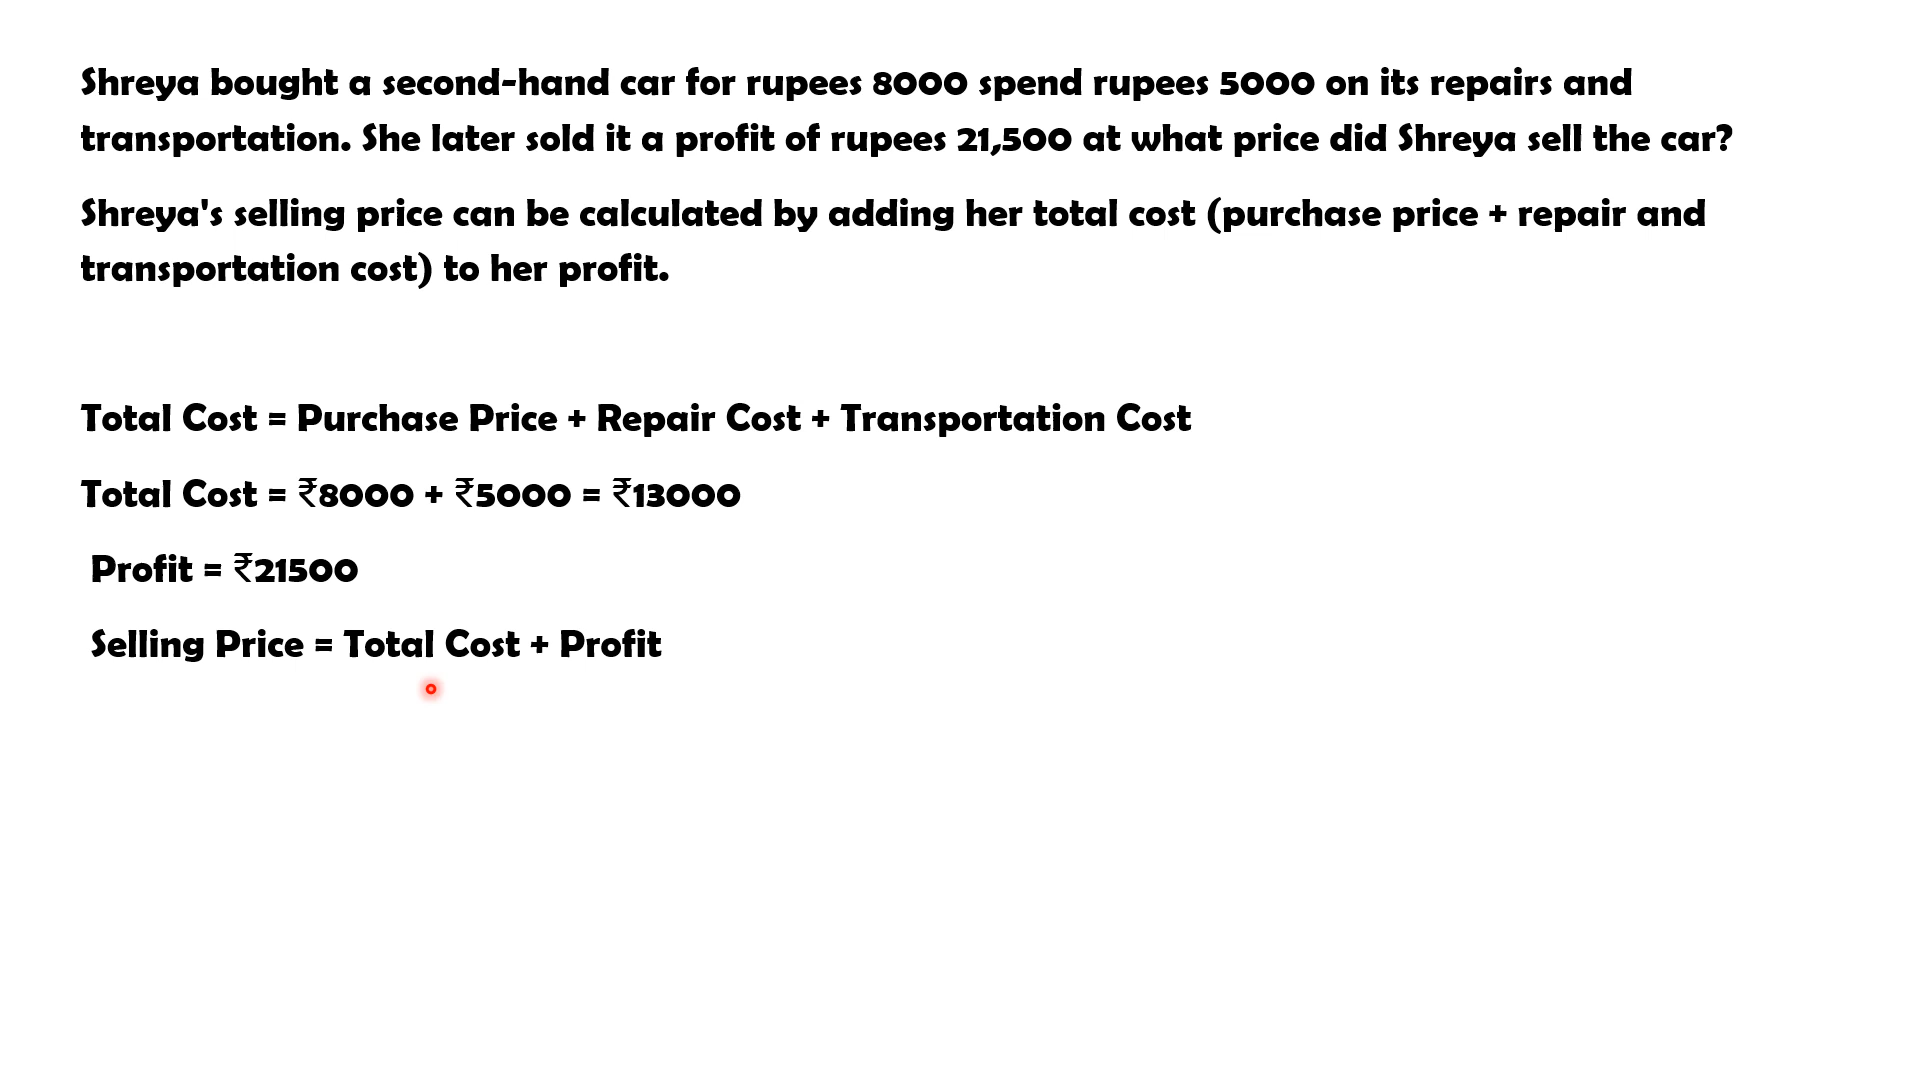 Shreya bought a second-hand car for rupees 8000 spend rupees 5000 on its repairs and
transportation. She later sold it a profit of rupees 21,500 at what price did Shreya sell the car?
Shreya's selling price can be calculated by adding her total cost (purchase price + repair and
transportation cost) to her profit.
Total Cost = Purchase Price + Repair Cost + Transportation Cost
Total Cost = ₹8000 + ₹5000 = ₹13000
Profit = ₹21500
Selling Price = Total Cost + Profit